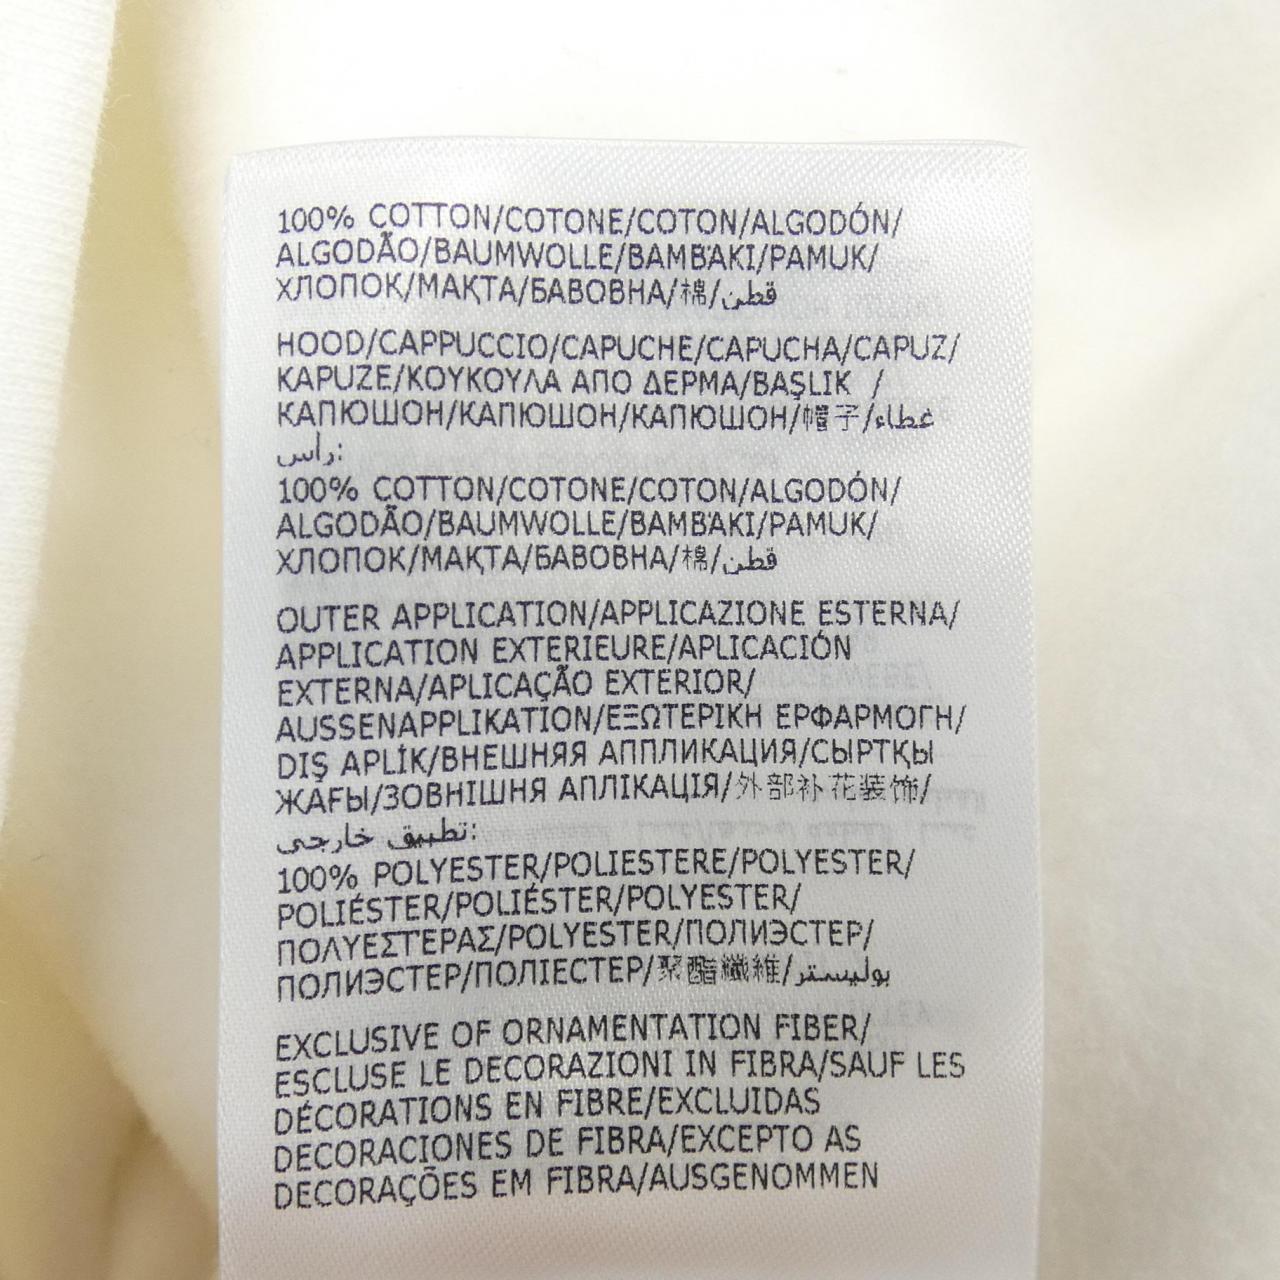 100% COTTON/COTONE/COTON/ALGODÓN/
ALGODÃO/BAUMWOLLE/BAMBAKI/PAMUK/
ХЛОПОК/МАҚТА/БАВОВНА/棉/قطن
HOOD/CAPPUCCIO/CAPUCHE/CAPUCHA/CAPUZ/
KAPUZE/ΚΟΥΚΟΥΛΑ ΑΠΟ ΔΕΡΜΑ/BAŞLIK /
КАПЮШОН/КАПЮШОН/КАПЮШОН/帽子/غطاء
راس:
100% COTTON/COTONE/COTON/ALGODÓN/
ALGODÃO/BAUMWOLLE/BAMBAKI/PAMUK/
ХЛОПОК/МАҚТА/БАВОВНА/棉/قطن
OUTER APPLICATION/APPLICAZIONE ESTERNA/
APPLICATION EXTERIEURE/APLICACIÓN
EXTERNA/APLICAÇÃO EXTERIOR/
AUSSENAPPLIKATION/ΕΞΩΤΕΡΙΚΗ ΕΡΦΑΡΜΟΓΗ/
DIŞ APLİK/ВНЕШНЯЯ АППЛИКАЦИЯ/СЫРТҚЫ
ЖАҒЫ/ЗОВНІШНЯ АПЛІКАЦІЯ/外部补花装饰/
تطبيق خارجى:
100% POLYESTER/POLIESTERE/POLYESTER/
POLIÉSTER/POLIÉSTER/POLYESTER/
ΠΟΛΥΕΣΤΈΡΑΣ/POLYESTER/ПОЛИЭСТЕР/
ПОЛИЭСТЕР/ПОЛІЕСТЕР/聚酯纖維/بوليستر
EXCLUSIVE OF ORNAMENTATION FIBER/
ESCLUSE LE DECORAZIONI IN FIBRA/SAUF LES
DÉCORATIONS EN FIBRE/EXCLUIDAS
DECORACIONES DE FIBRA/EXCEPTO AS
DECORAÇÕES EM FIBRA/AUSGENOMMEN